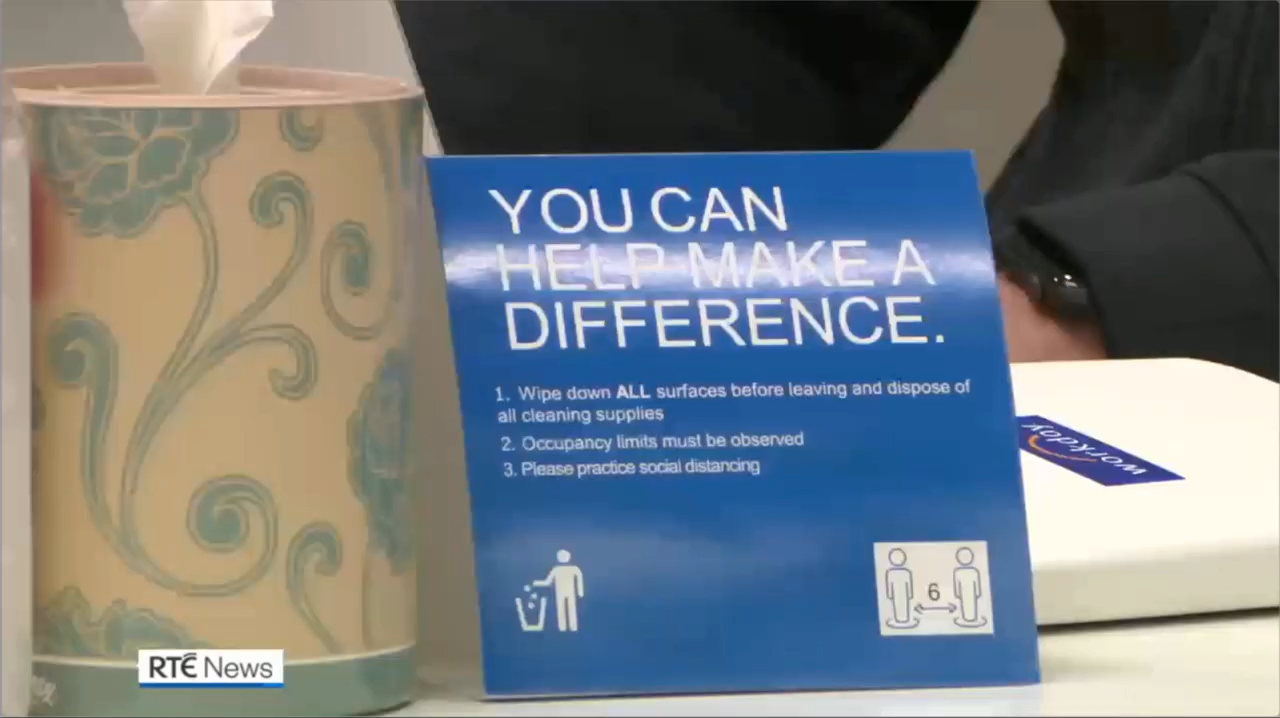 YOU CAN
HELP MAKE A
DIFFERENCE.
1. Wipe down ALL surfaces before leaving and dispose of
all cleaning supplies
2. Occupancy limits must be observed
3. Please practice social distancing
6
workday
RTÉ News